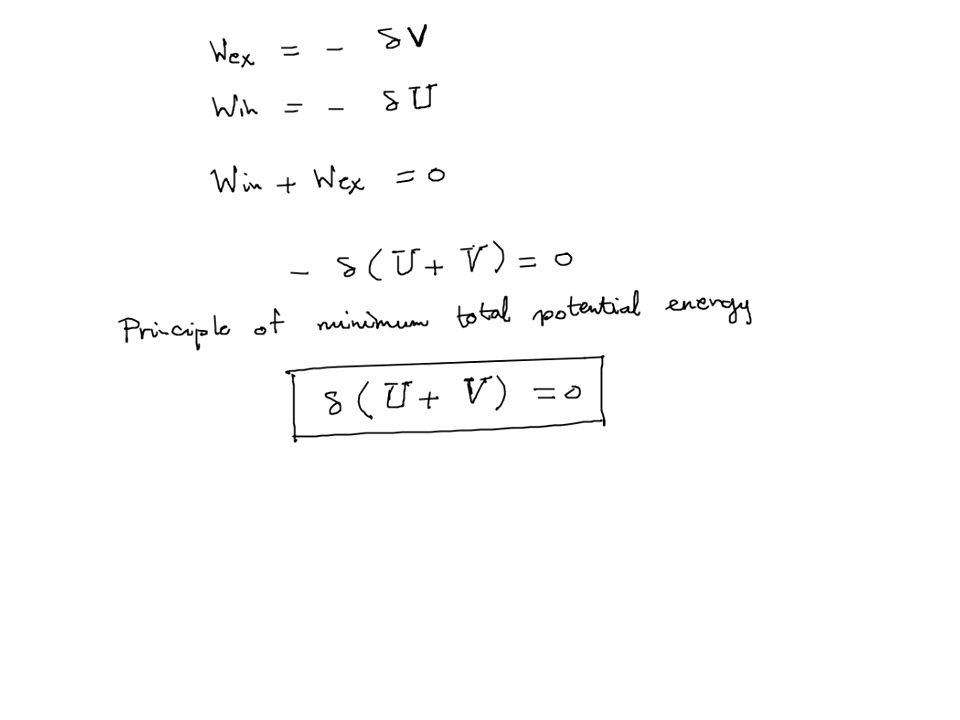 Wex = - δV
Win = - δU
Win + Wex = 0
- δ(U + V) = 0
Principle of minimum total potential energy
δ(U + V) = 0